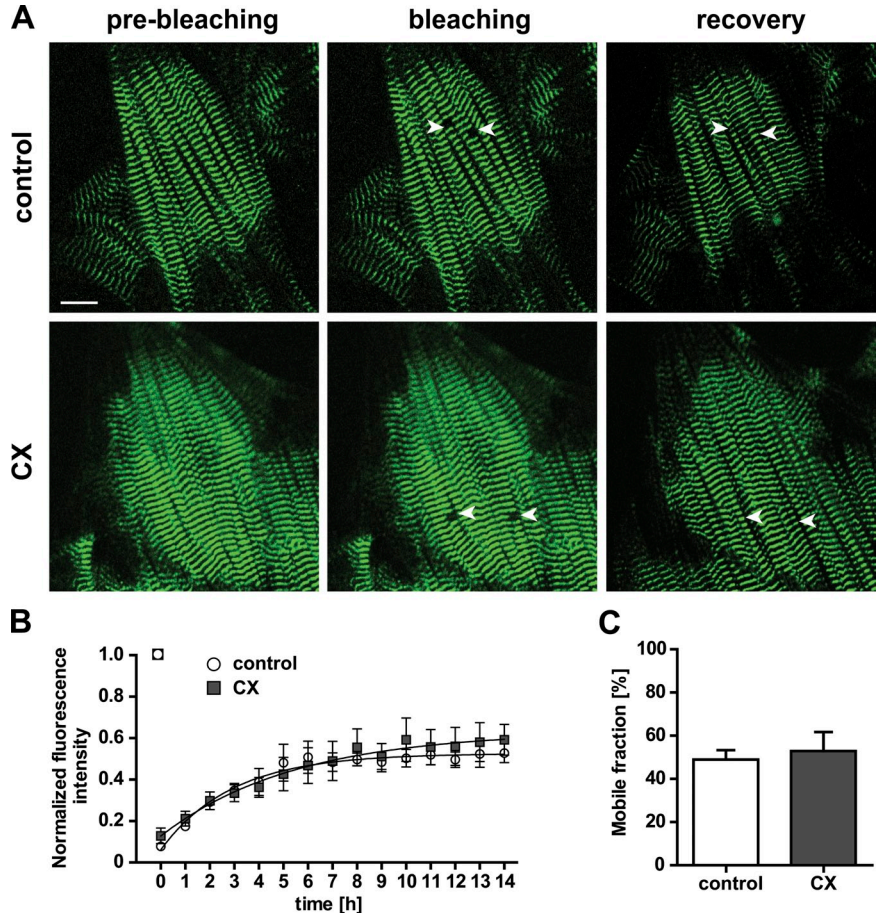 A
pre-bleaching
bleaching
recovery
control
CX
B
Normalized fluorescence
intensity
1.0
0.8
0.6
0.4
0.2
0
control
CX
0 1 2 3 4 5 6 7 8 9 10 11 12 13 14
time [h]
C
Mobile fraction [%]
100
80
60
40
20
0
control
CX